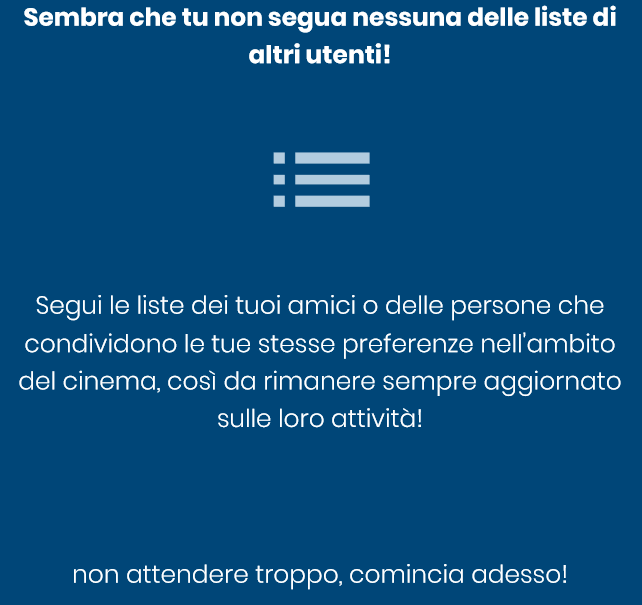 Sembra che tu non segua nessuna delle liste di
altri utenti!
Segui le liste dei tuoi amici o delle persone che
condividono le tue stesse preferenze nell'ambito
del cinema, così da rimanere sempre aggiornato
sulle loro attività!
non attendere troppo, comincia adesso!